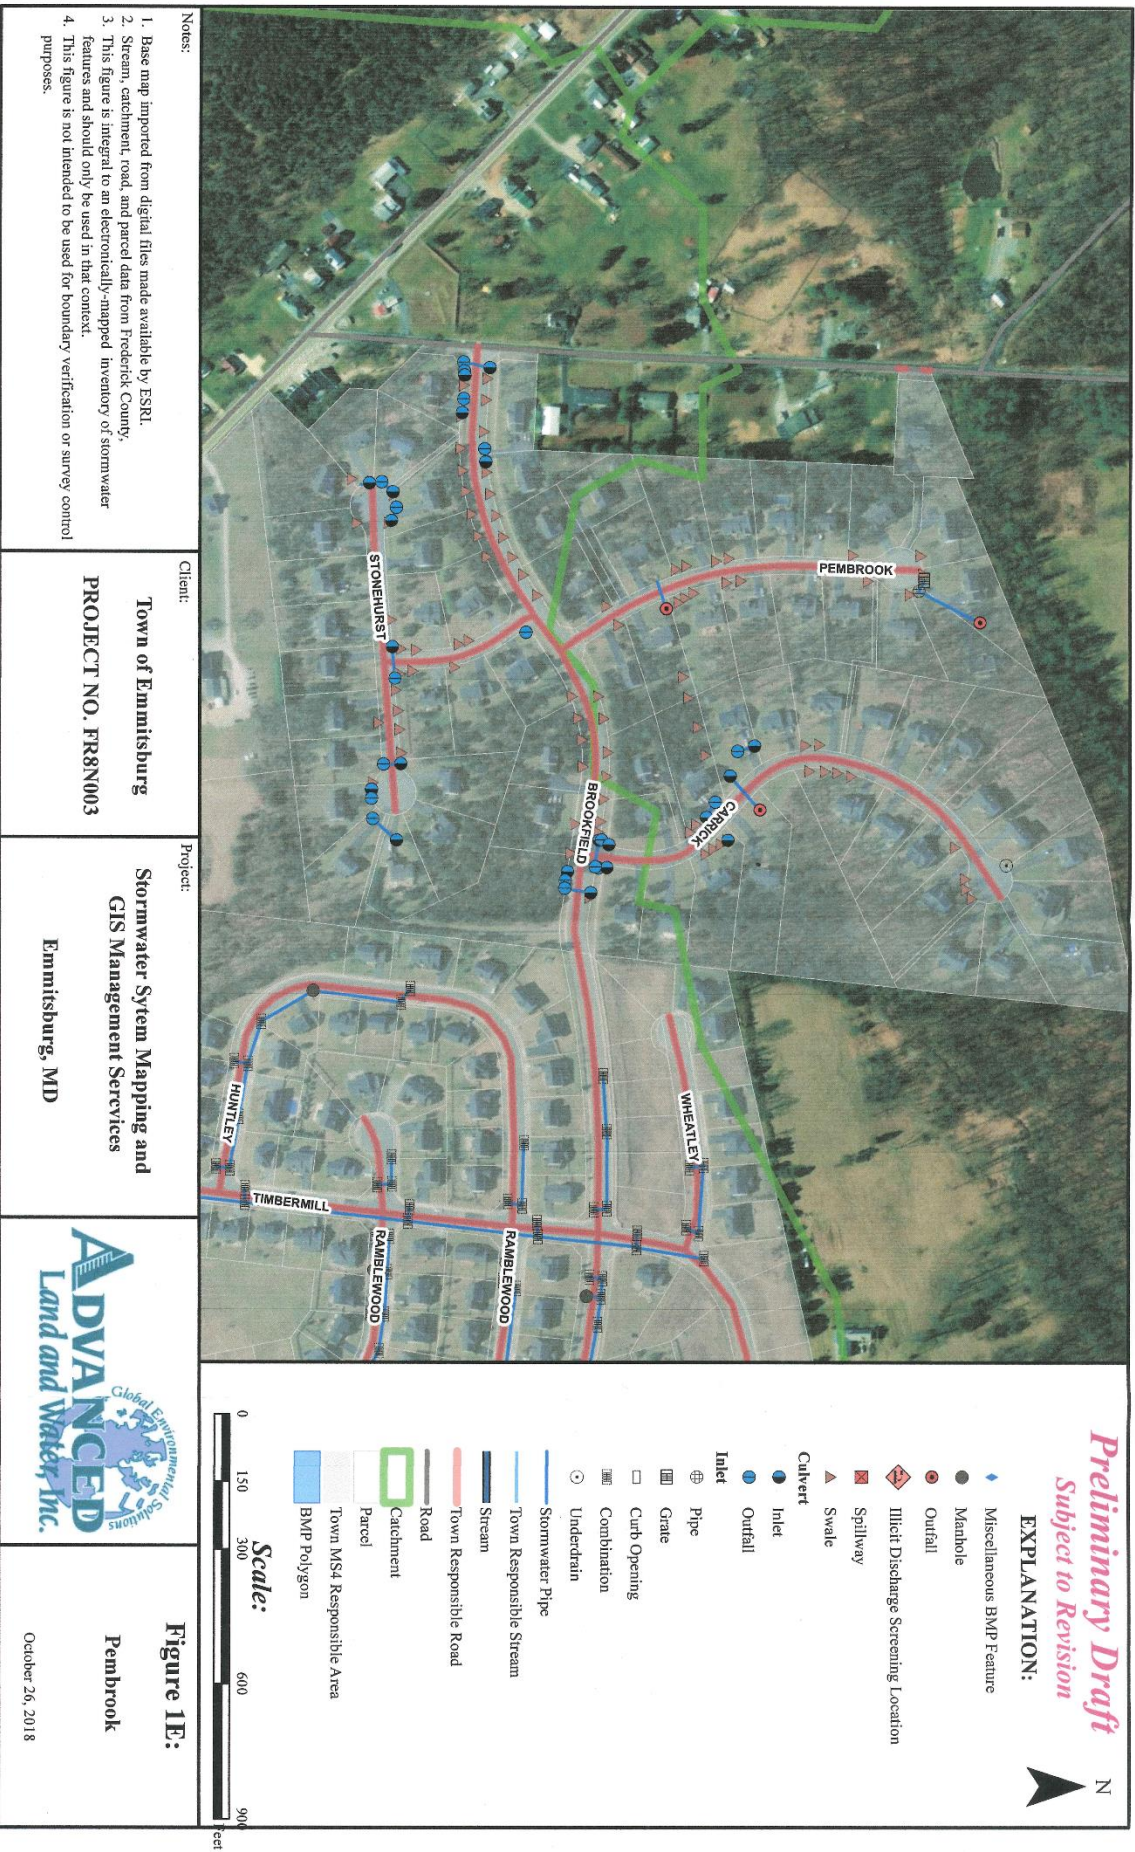 Preliminary Draft
Subject to Revision
N
EXPLANATION:
Miscellaneous BMP Feature
Manhole
Outfall
Illicit Discharge Screening Location
Spillway
Swale
Culvert
Inlet
Outfall
Inlet
Pipe
Grate
Curb Opening
Combination
Underdrain
Stormwater Pipe
Town Responsible Stream
Stream
Town Responsible Road
Road
Catchment
Parcel
Town MS4 Responsible Area
BMP Polygon
Scale:
0 150 300 600 900
Feet
PEMBROOK
STONEHURST
BROOKFIELD
CARRICK
WHEATLEY
HUNTLEY
TIMBERMILL
RAMBLEWOOD
RAMBLEWOOD
Notes:
1. Base map imported from digital files made available by ESRI.
2. Stream, catchment, road, and parcel data from Frederick County,
3. This figure is integral to an electronically-mapped inventory of stormwater
features and should only be used in that context.
4. This figure is not intended to be used for boundary verification or survey control
purposes.
Client:
Town of Emmitsburg
PROJECT NO. FR8N003
Project:
Stormwater Sytem Mapping and
GIS Management Sercvices
Emmitsburg, MD
Global Environmental Solutions
ADVANCED
Land and Water, Inc.
Figure 1E:
Pembrook
October 26, 2018